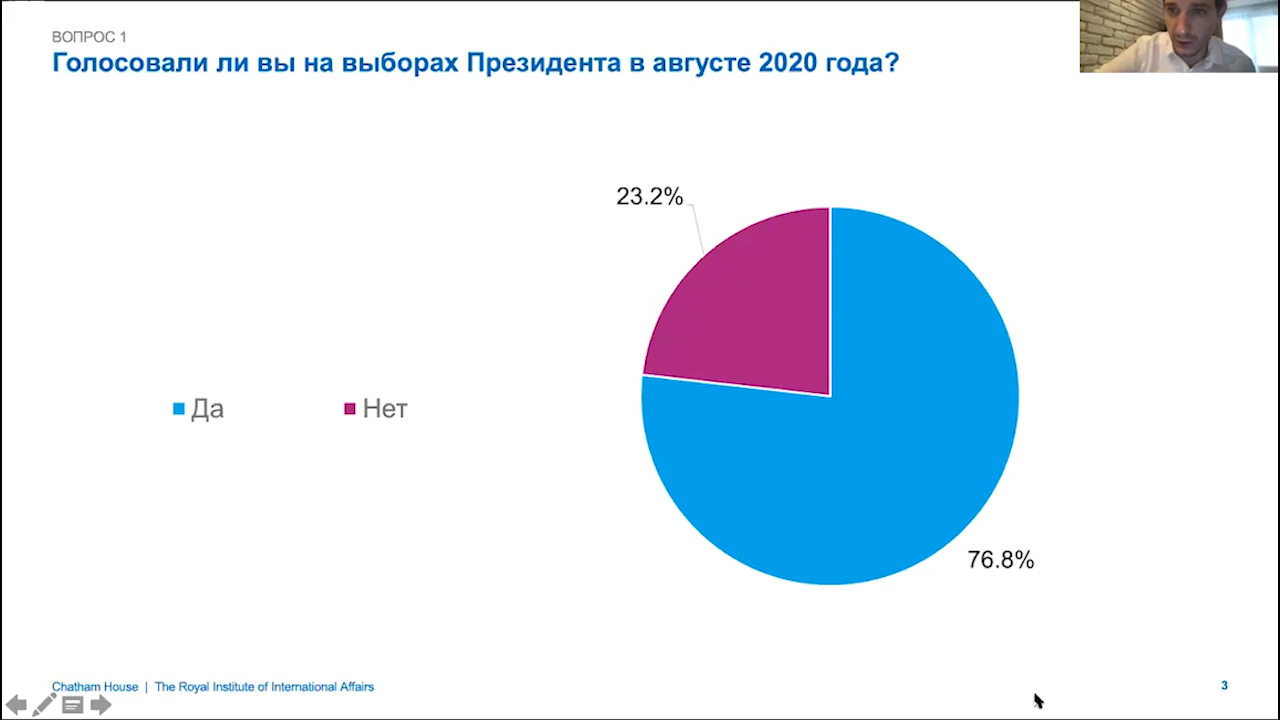 ВОПРОС 1
Голосовали ли вы на выборах Президента в августе 2020 года?
23.2%
Да
Нет
76.8%
Chatham House | The Royal Institute of International Affairs
3